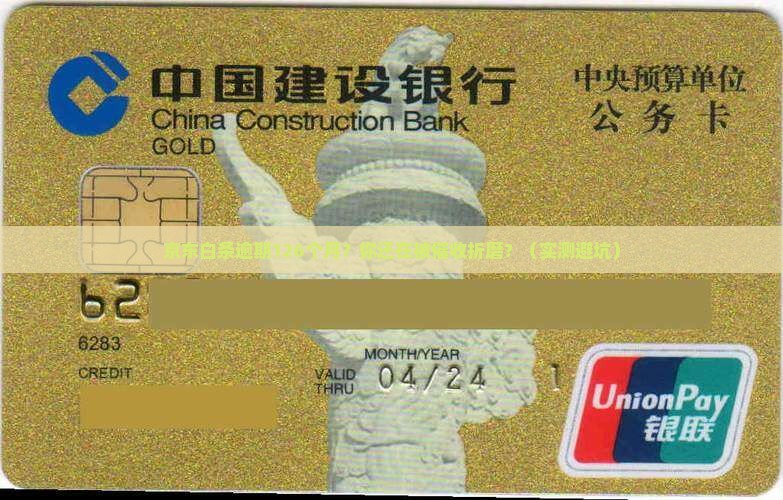 中国建设银行
China Construction Bank
GOLD
中央预算单位
公务卡
62
6283
CREDIT
MONTH/YEAR
VALID
THRU
04/24
1
UnionPay
银联